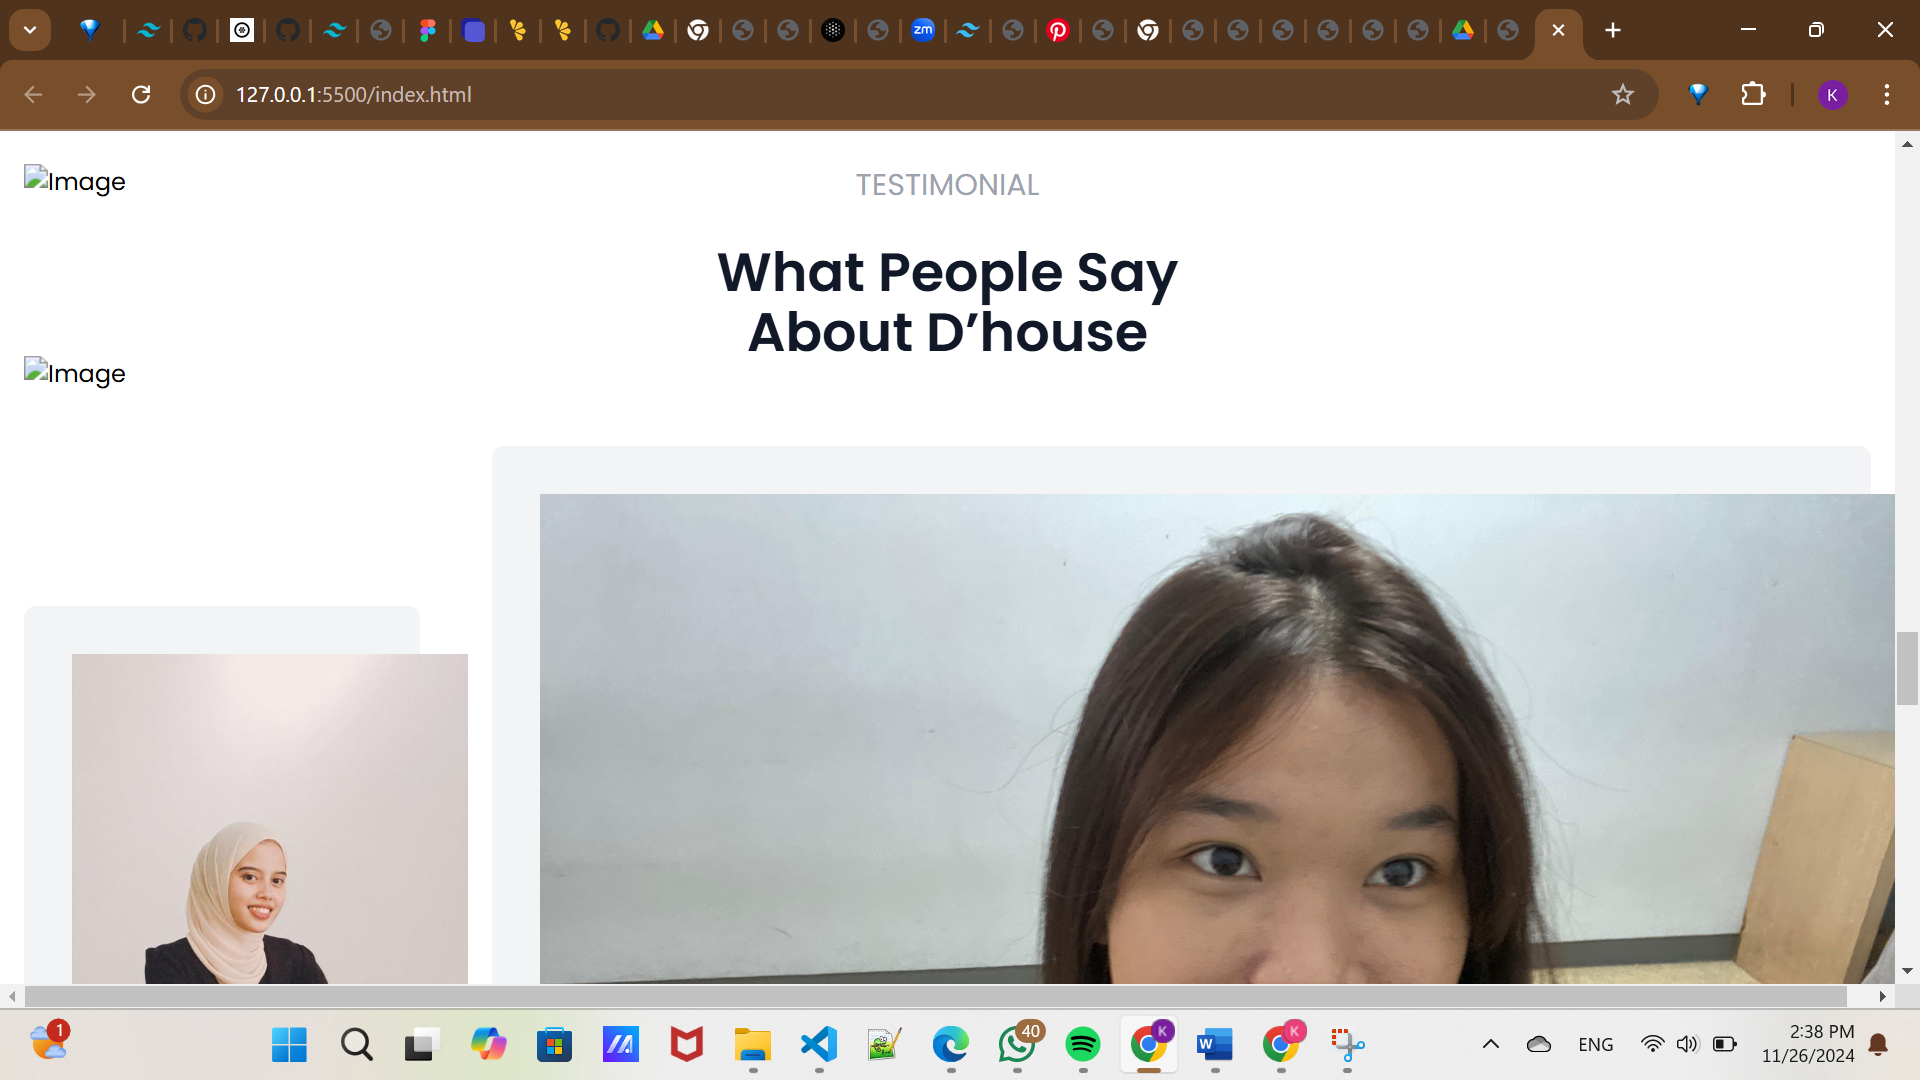 zm
127.0.0.1:5500/index.html
K
Image
TESTIMONIAL
What People Say
About D’house
Image
1
40
K
W
K
ENG
2:38 PM
11/26/2024